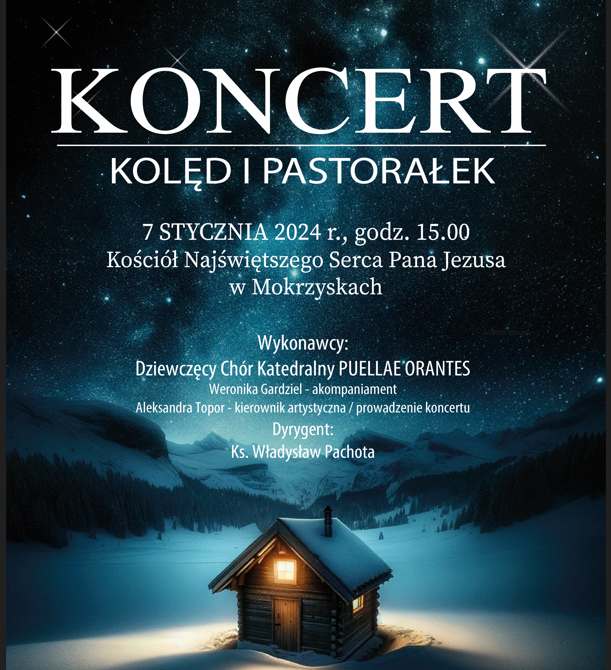 KONCERT
KOLĘD I PASTORAŁEK
7 STYCZNIA 2024 r., godz. 15.00
Kościół Najświętszego Serca Pana Jezusa
w Mokrzyskach
Wykonawcy:
Dziewczęcy Chór Katedralny PUELLAE ORANTES
Weronika Gardziel - akompaniament
Aleksandra Topor - kierownik artystyczna / prowadzenie koncertu
Dyrygent:
Ks. Władysław Pachota